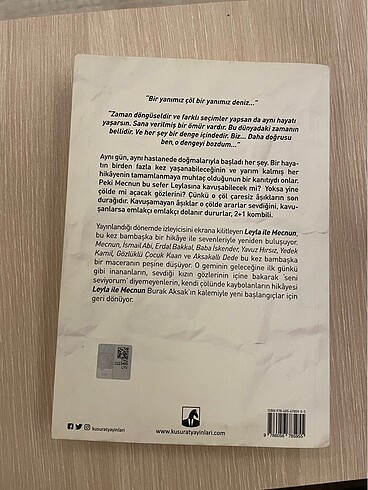 "Bir yanımız çöl bir yanımız deniz..."
"Zaman döngüseldir ve farklı seçimler yapsan da aynı hayatı
yaşarsın. Sana verilmiş bir ömür vardır. Bu dünyadaki zamanın
bellidir. Ve her şey bir denge içindedir. Biz... Daha doğrusu
ben, o dengeyi bozdum..."
Aynı gün, aynı hastanede doğmalarıyla başladı her şey. Bir haya-
tın birden fazla kez yaşanabileceğinin ve yarım kalmış her
hikâyenin tamamlanmaya muhtaç olduğunun bir kanıtıydı onlar.
Peki Mecnun bu sefer Leylasına kavuşabilecek mi? Yoksa yine
çölde mi açacak gözlerini? Çünkü o çöl çaresiz âşıkların son
durağıdır. Kavuşamayan âşıklar o çölde ararlar sevdiğini, kavu-
şanlarsa emlakçı emlakçı dolanır dururlar, 2+1 kombili.
Yayınlandığı dönemde izleyicisini ekrana kilitleyen Leyla ile Mecnun,
bu kez bambaşka bir hikâye ile sevenleriyle yeniden buluşuyor.
Mecnun, İsmail Abi, Erdal Bakkal, Baba İskender, Yavuz Hırsız, Yedek
Kamil, Gözlüklü Çocuk Kaan ve Aksakallı Dede bu kez bambaşka
bir maceranın peşine düşüyor. O geminin geleceğine ilk günkü
gibi inananların, sevdiği kızın gözlerinin içine bakarak 'seni
seviyorum' diyemeyenlerin, kendi çölünde kaybolanların hikâyesi
Leyla ile Mecnun Burak Aksak'ın kalemiyle yeni başlangıçlar için
geri dönüyor.
kusuratyayinlari
www.kusuratyayinlari.com